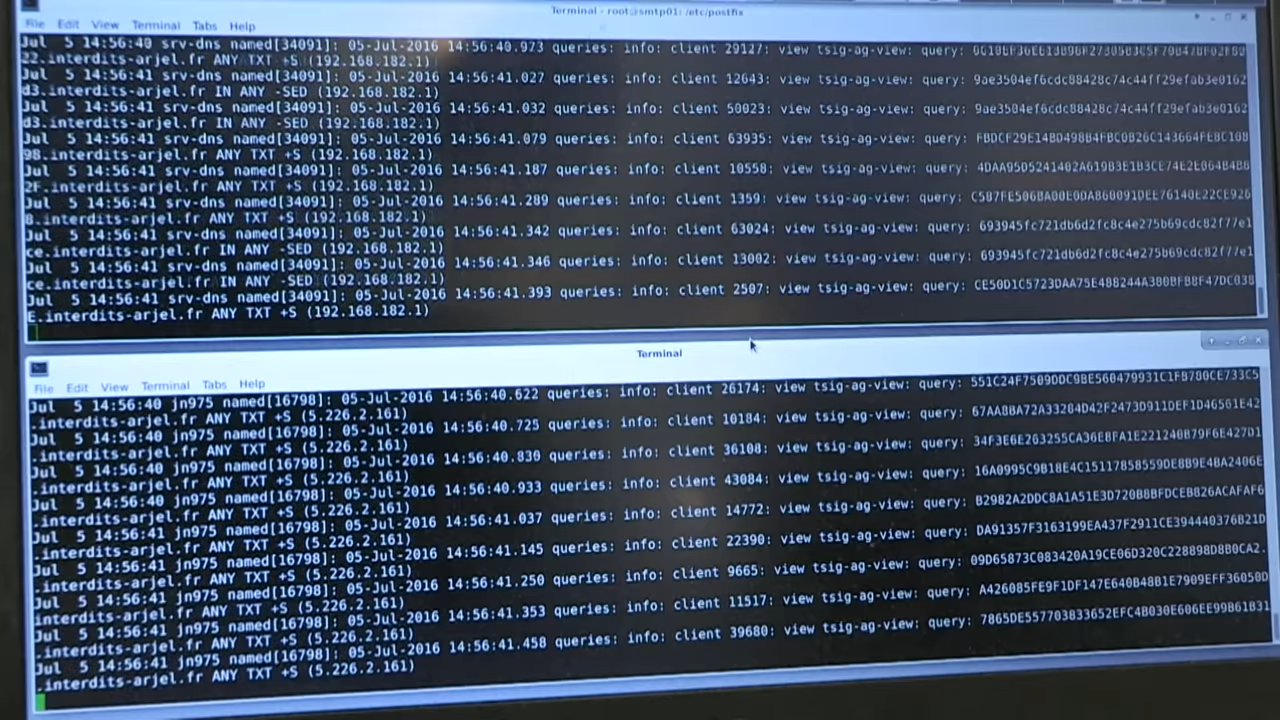 Terminal - root@smtp01: /etc/postfix
File Edit View Terminal Tabs Help
Jul 5 14:56:40 srv-dns named[34091]: 05-Jul-2016 14:56:40.973 queries: info: client 29127: view tsig-ag-view: query:
22.interdits-arjel.fr ANY TXT +S (192.168.182.1)
Jul 5 14:56:41 srv-dns named[34091]: 05-Jul-2016 14:56:41.027 queries: info: client 12643: view tsig-ag-view: query: 9ae3504ef6cdc88428c74c44ff29efab3e0162
d3.interdits-arjel.fr IN ANY -SED (192.168.182.1)
Jul 5 14:56:41 srv-dns named[34091]: 05-Jul-2016 14:56:41.032 queries: info: client 50023: view tsig-ag-view: query: 9ae3504ef6cdc88428c74c44ff29efab3e0162
d3.interdits-arjel.fr IN ANY -SED (192.168.182.1)
Jul 5 14:56:41 srv-dns named[34091]: 05-Jul-2016 14:56:41.079 queries: info: client 63935: view tsig-ag-view: query:
98.interdits-arjel.fr ANY TXT +S (192.168.182.1)
Jul 5 14:56:41 srv-dns named[34091]: 05-Jul-2016 14:56:41.187 queries: info: client 10558: view tsig-ag-view: query:
2F.interdits-arjel.fr ANY TXT +S (192.168.182.1)
Jul 5 14:56:41 srv-dns named[34091]: 05-Jul-2016 14:56:41.289 queries: info: client 1359: view tsig-ag-view: query:
8.interdits-arjel.fr ANY TXT +S (192.168.182.1)
Jul 5 14:56:41 srv-dns named[34091]: 05-Jul-2016 14:56:41.342 queries: info: client 63024: view tsig-ag-view: query: 693945fc721db6d2fc8c4e275b69cdc82f77e1
ce.interdits-arjel.fr IN ANY -SED (192.168.182.1)
Jul 5 14:56:41 srv-dns named[34091]: 05-Jul-2016 14:56:41.346 queries: info: client 13002: view tsig-ag-view: query: 693945fc721db6d2fc8c4e275b69cdc82f77e1
ce.interdits-arjel.fr IN ANY -SED (192.168.182.1)
Jul 5 14:56:41 srv-dns named[34091]: 05-Jul-2016 14:56:41.393 queries: info: client 2507: view tsig-ag-view: query:
E.interdits-arjel.fr ANY TXT +S (192.168.182.1)
Terminal
File Edit View Terminal Tabs Help
Jul 5 14:56:40 jn975 named[16798]: 05-Jul-2016 14:56:40.622 queries: info: client 26174: view tsig-ag-view: query:
.interdits-arjel.fr ANY TXT +S (5.226.2.161)
Jul 5 14:56:40 jn975 named[16798]: 05-Jul-2016 14:56:40.725 queries: info: client 10184: view tsig-ag-view: query:
.interdits-arjel.fr ANY TXT +S (5.226.2.161)
Jul 5 14:56:40 jn975 named[16798]: 05-Jul-2016 14:56:40.830 queries: info: client 36108: view tsig-ag-view: query:
.interdits-arjel.fr ANY TXT +S (5.226.2.161)
Jul 5 14:56:40 jn975 named[16798]: 05-Jul-2016 14:56:40.933 queries: info: client 43084: view tsig-ag-view: query:
.interdits-arjel.fr ANY TXT +S (5.226.2.161)
Jul 5 14:56:41 jn975 named[16798]: 05-Jul-2016 14:56:41.037 queries: info: client 14772: view tsig-ag-view: query:
.interdits-arjel.fr ANY TXT +S (5.226.2.161)
Jul 5 14:56:41 jn975 named[16798]: 05-Jul-2016 14:56:41.145 queries: info: client 22390: view tsig-ag-view: query: DA91357F3163199EA437F2911CE394440376B21D
.interdits-arjel.fr ANY TXT +S (5.226.2.161)
Jul 5 14:56:41 jn975 named[16798]: 05-Jul-2016 14:56:41.250 queries: info: client 9665: view tsig-ag-view: query: 09D65873C083420A19CE06D320C228898D8B0CA2.
interdits-arjel.fr ANY TXT +S (5.226.2.161)
Jul 5 14:56:41 jn975 named[16798]: 05-Jul-2016 14:56:41.353 queries: info: client 11517: view tsig-ag-view: query: A426085FE9F1DF147E640B48B1E7909EFF36050D
.interdits-arjel.fr ANY TXT +S (5.226.2.161)
Jul 5 14:56:41 jn975 named[16798]: 05-Jul-2016 14:56:41.458 queries: info: client 39680: view tsig-ag-view: query: 7865DE557703833652EFC4B030E606EE99B61B31
.interdits-arjel.fr ANY TXT +S (5.226.2.161)